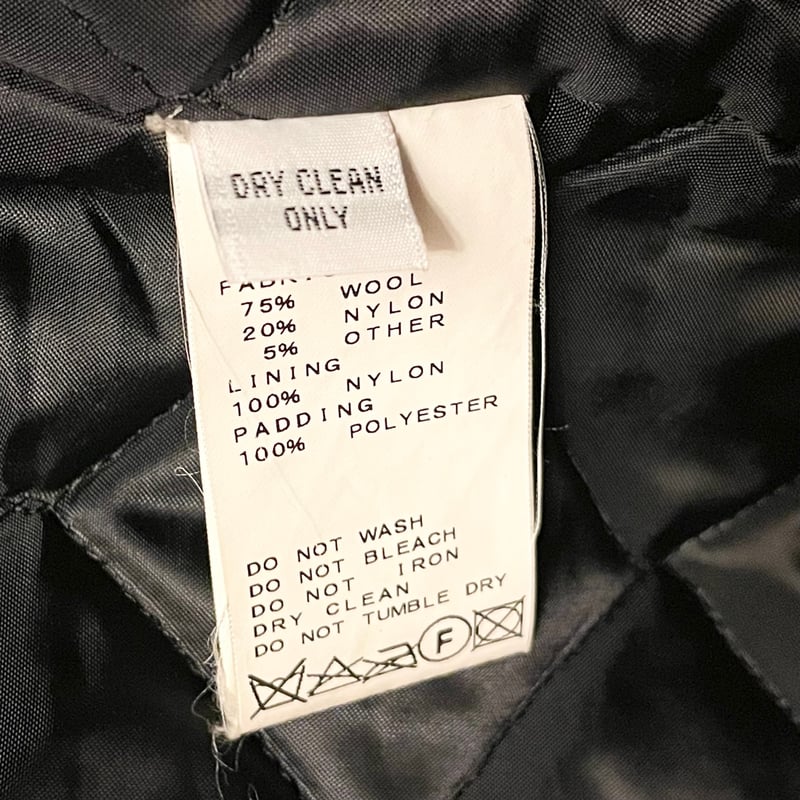 DRY CLEAN
ONLY
75% WOOL
20% NYLON
5% OTHER
LINING
100% NYLON
PADDING
100% POLYESTER
DO NOT WASH
DO NOT BLEACH
DO NOT IRON
DRY CLEAN
DO NOT TUMBLE DRY
F